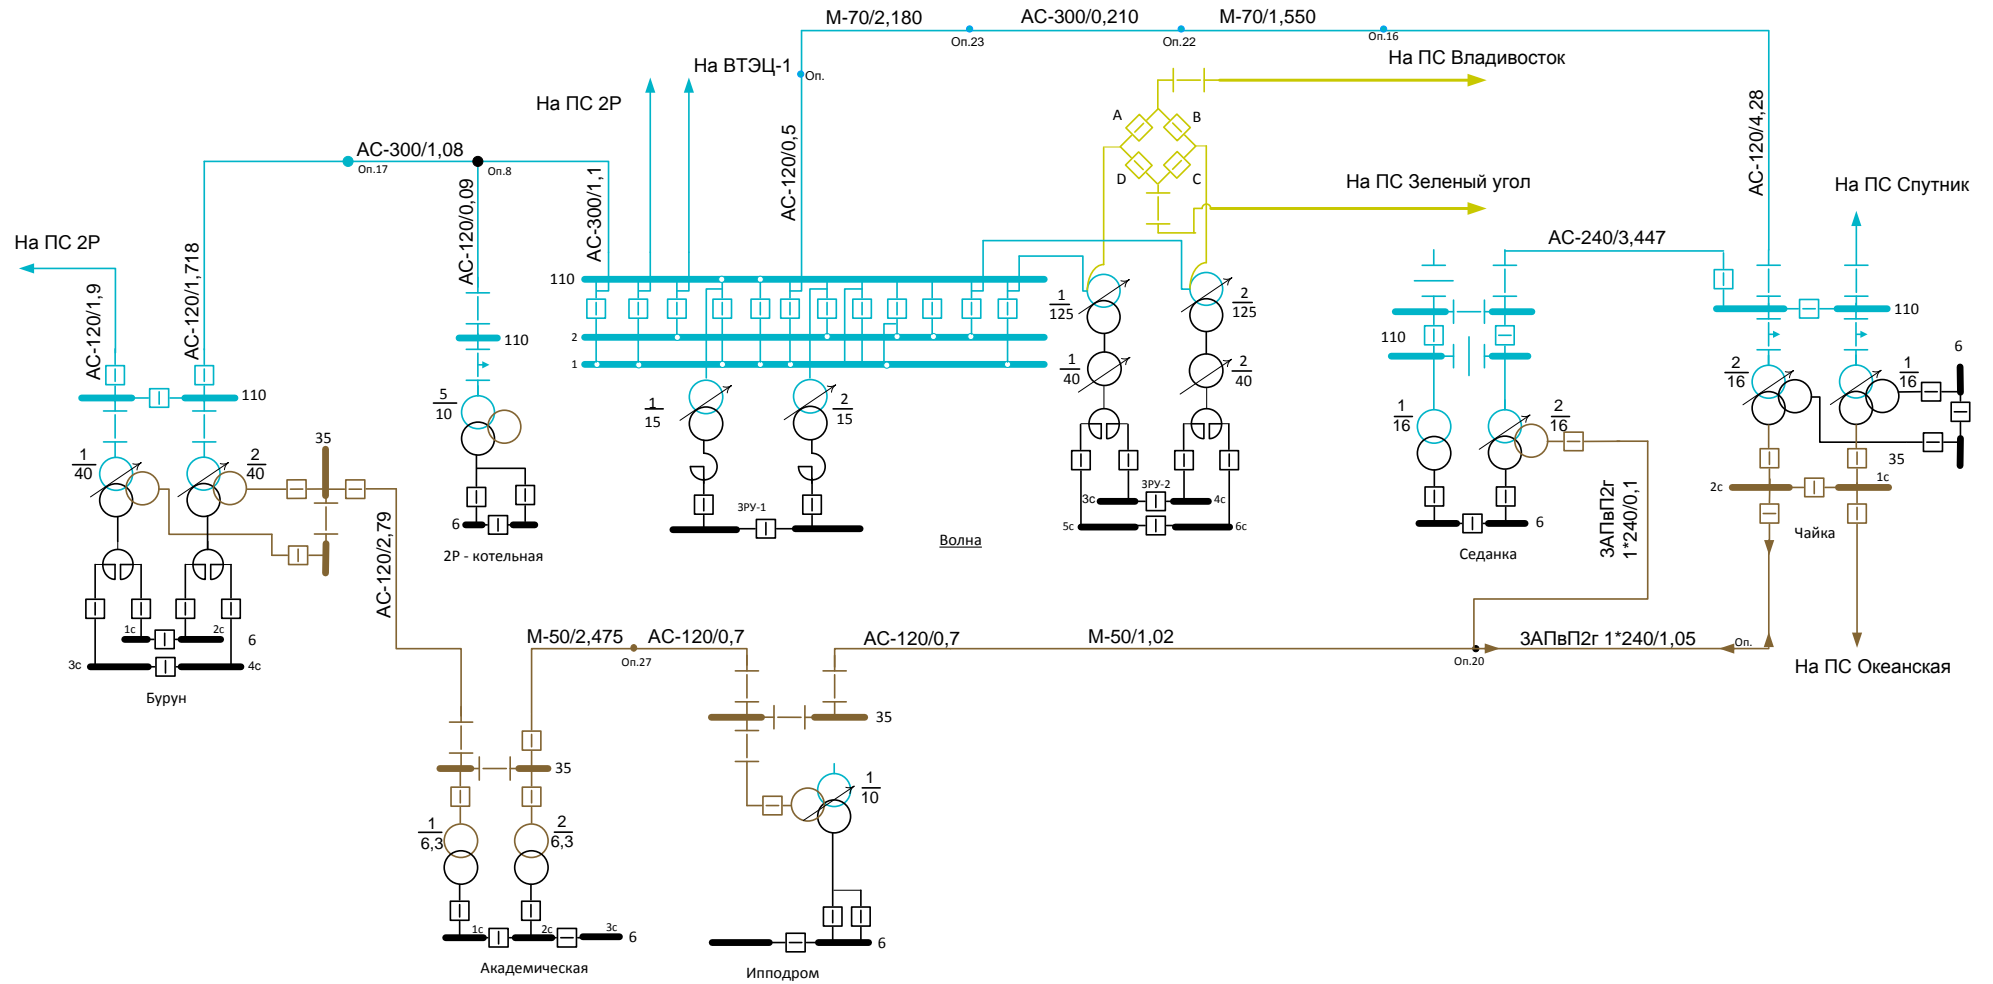 М-70/2,180
АС-300/0,210
М-70/1,550
Оп.23
Оп.22
Оп.16
На ВТЭЦ-1
Оп.
На ПС Владивосток
На ПС 2Р
А
В
D
С
АС-300/1,08
Оп.17
Оп.8
АС-120/0,09
АС-300/1,1
АС-120/0,5
АС-120/4,28
На ПС Зеленый угол
На ПС Спутник
На ПС 2Р
АС-120/1,9
АС-120/1,718
АС-240/3,447
110
2
1
1
125
2
125
110
110
110
110
1
40
2
40
1
15
2
15
5
10
1
16
2
16
2
16
1
16
6
35
1
40
2
40
35
2с
1с
ЗРУ-1
ЗРУ-2
3с
4с
5с
6с
Волна
6
2Р - котельная
6
Седанка
Чайка
ЗАПвП2г
1*240/0,1
АС-120/2,79
1с
2с
6
3с
4с
Бурун
М-50/2,475
АС-120/0,7
Оп.27
АС-120/0,7
М-50/1,02
Оп.20
ЗАПвП2г 1*240/1,05
Оп.
На ПС Океанская
35
35
1
10
1
6,3
2
6,3
1с
2с
3с
6
Академическая
6
Ипподром